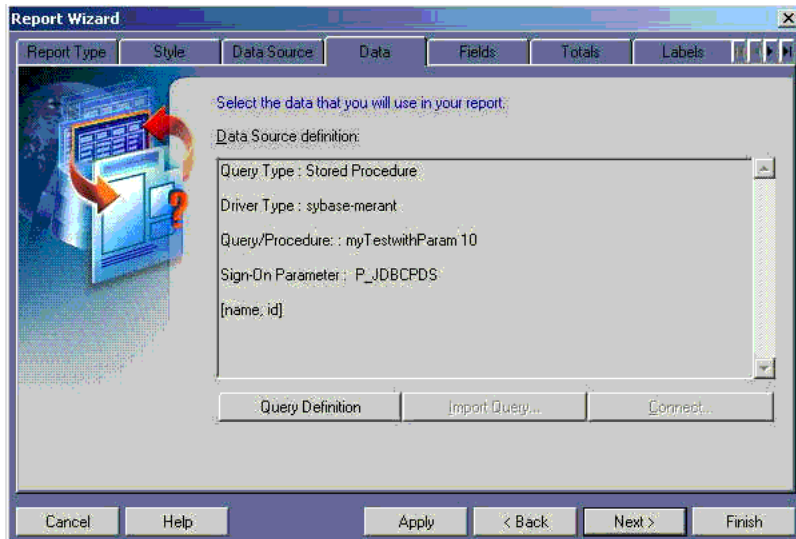 Report Wizard
Report Type Style Data Source Data Fields Totals Labels
Select the data that you will use in your report.
Data Source definition:
Query Type : Stored Procedure
Driver Type : sybase-merant
Query/Procedure: : myTestwithParam 10
Sign-On Parameter : P_JDBCPDS
[name, id]
Query Definition Import Query... Connect...
Cancel Help Apply < Back Next > Finish